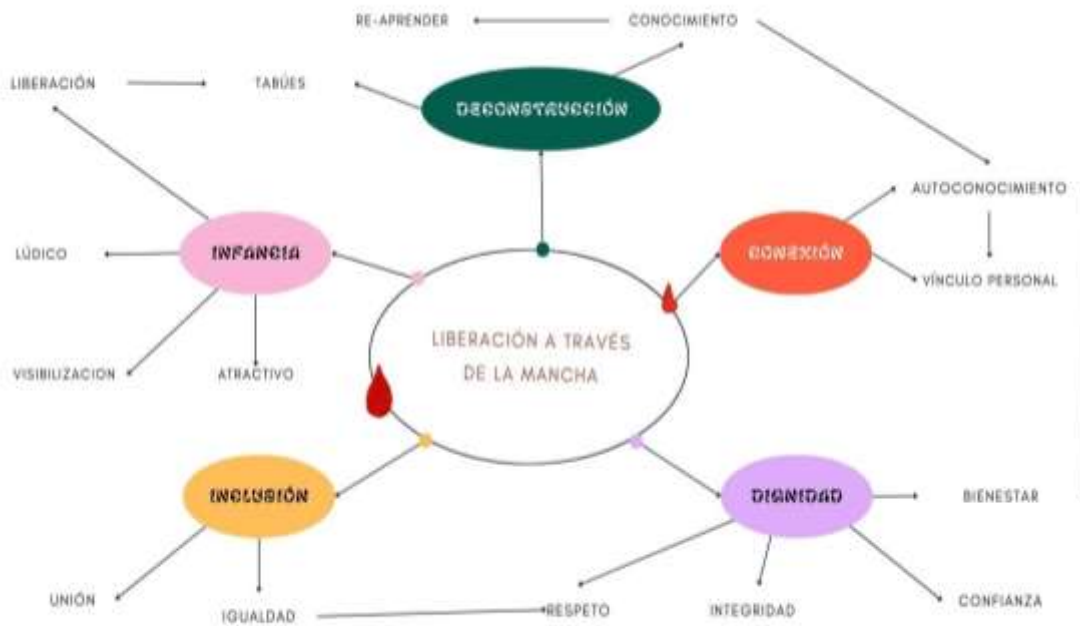 RE-APRENDER
CONOCIMIENTO
LIBERACIÓN
TABÚES
DECONSTRUCCIÓN
AUTOCONOCIMIENTO
LÚDICO
INFANCIA
CONEXIÓN
VÍNCULO PERSONAL
LIBERACIÓN A TRAVÉS
DE LA MANCHA
VISIBILIZACION
ATRACTIVO
INCLUSIÓN
DIGNIDAD
BIENESTAR
UNIÓN
IGUALDAD
RESPETO
INTEGRIDAD
CONFIANZA